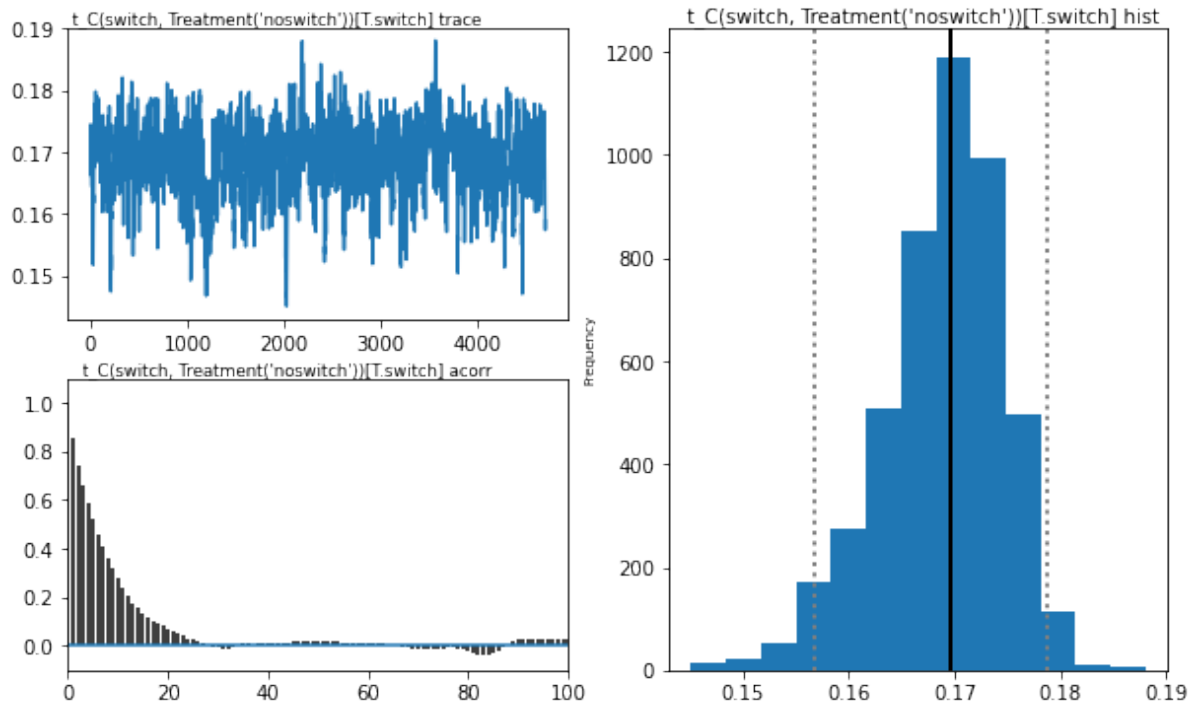 t_C(switch, Treatment('noswitch'))[T.switch] trace
0.19
0.18
0.17
0.16
0.15
0 1000 2000 3000 4000
t_C(switch, Treatment('noswitch'))[T.switch] acorr
1.0
0.8
0.6
0.4
0.2
0.0
0 20 40 60 80 100
t_C(switch, Treatment('noswitch'))[T.switch] hist
Frequency
1200
1000
800
600
400
200
0
0.15 0.16 0.17 0.18 0.19